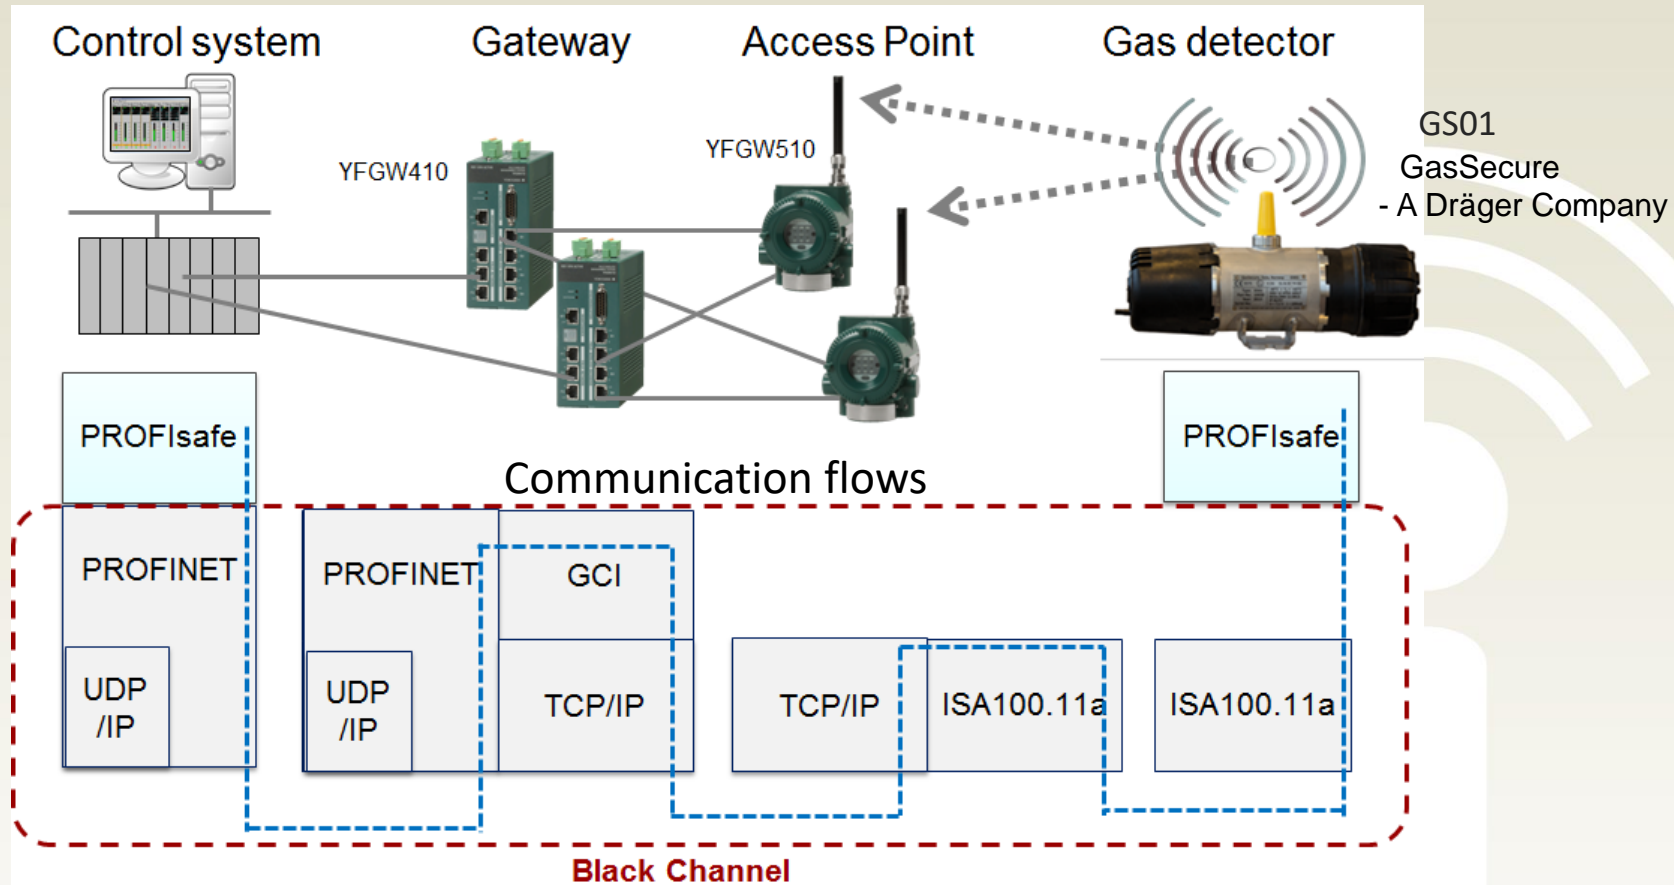 Control system
Gateway
Access Point
Gas detector
YFGW410
YFGW510
GS01
GasSecure
- A Dräger Company
PROFIsafe
PROFIsafe
Communication flows
PROFINET
PROFINET
GCI
UDP
/IP
UDP
/IP
TCP/IP
TCP/IP
ISA100.11a
ISA100.11a
Black Channel